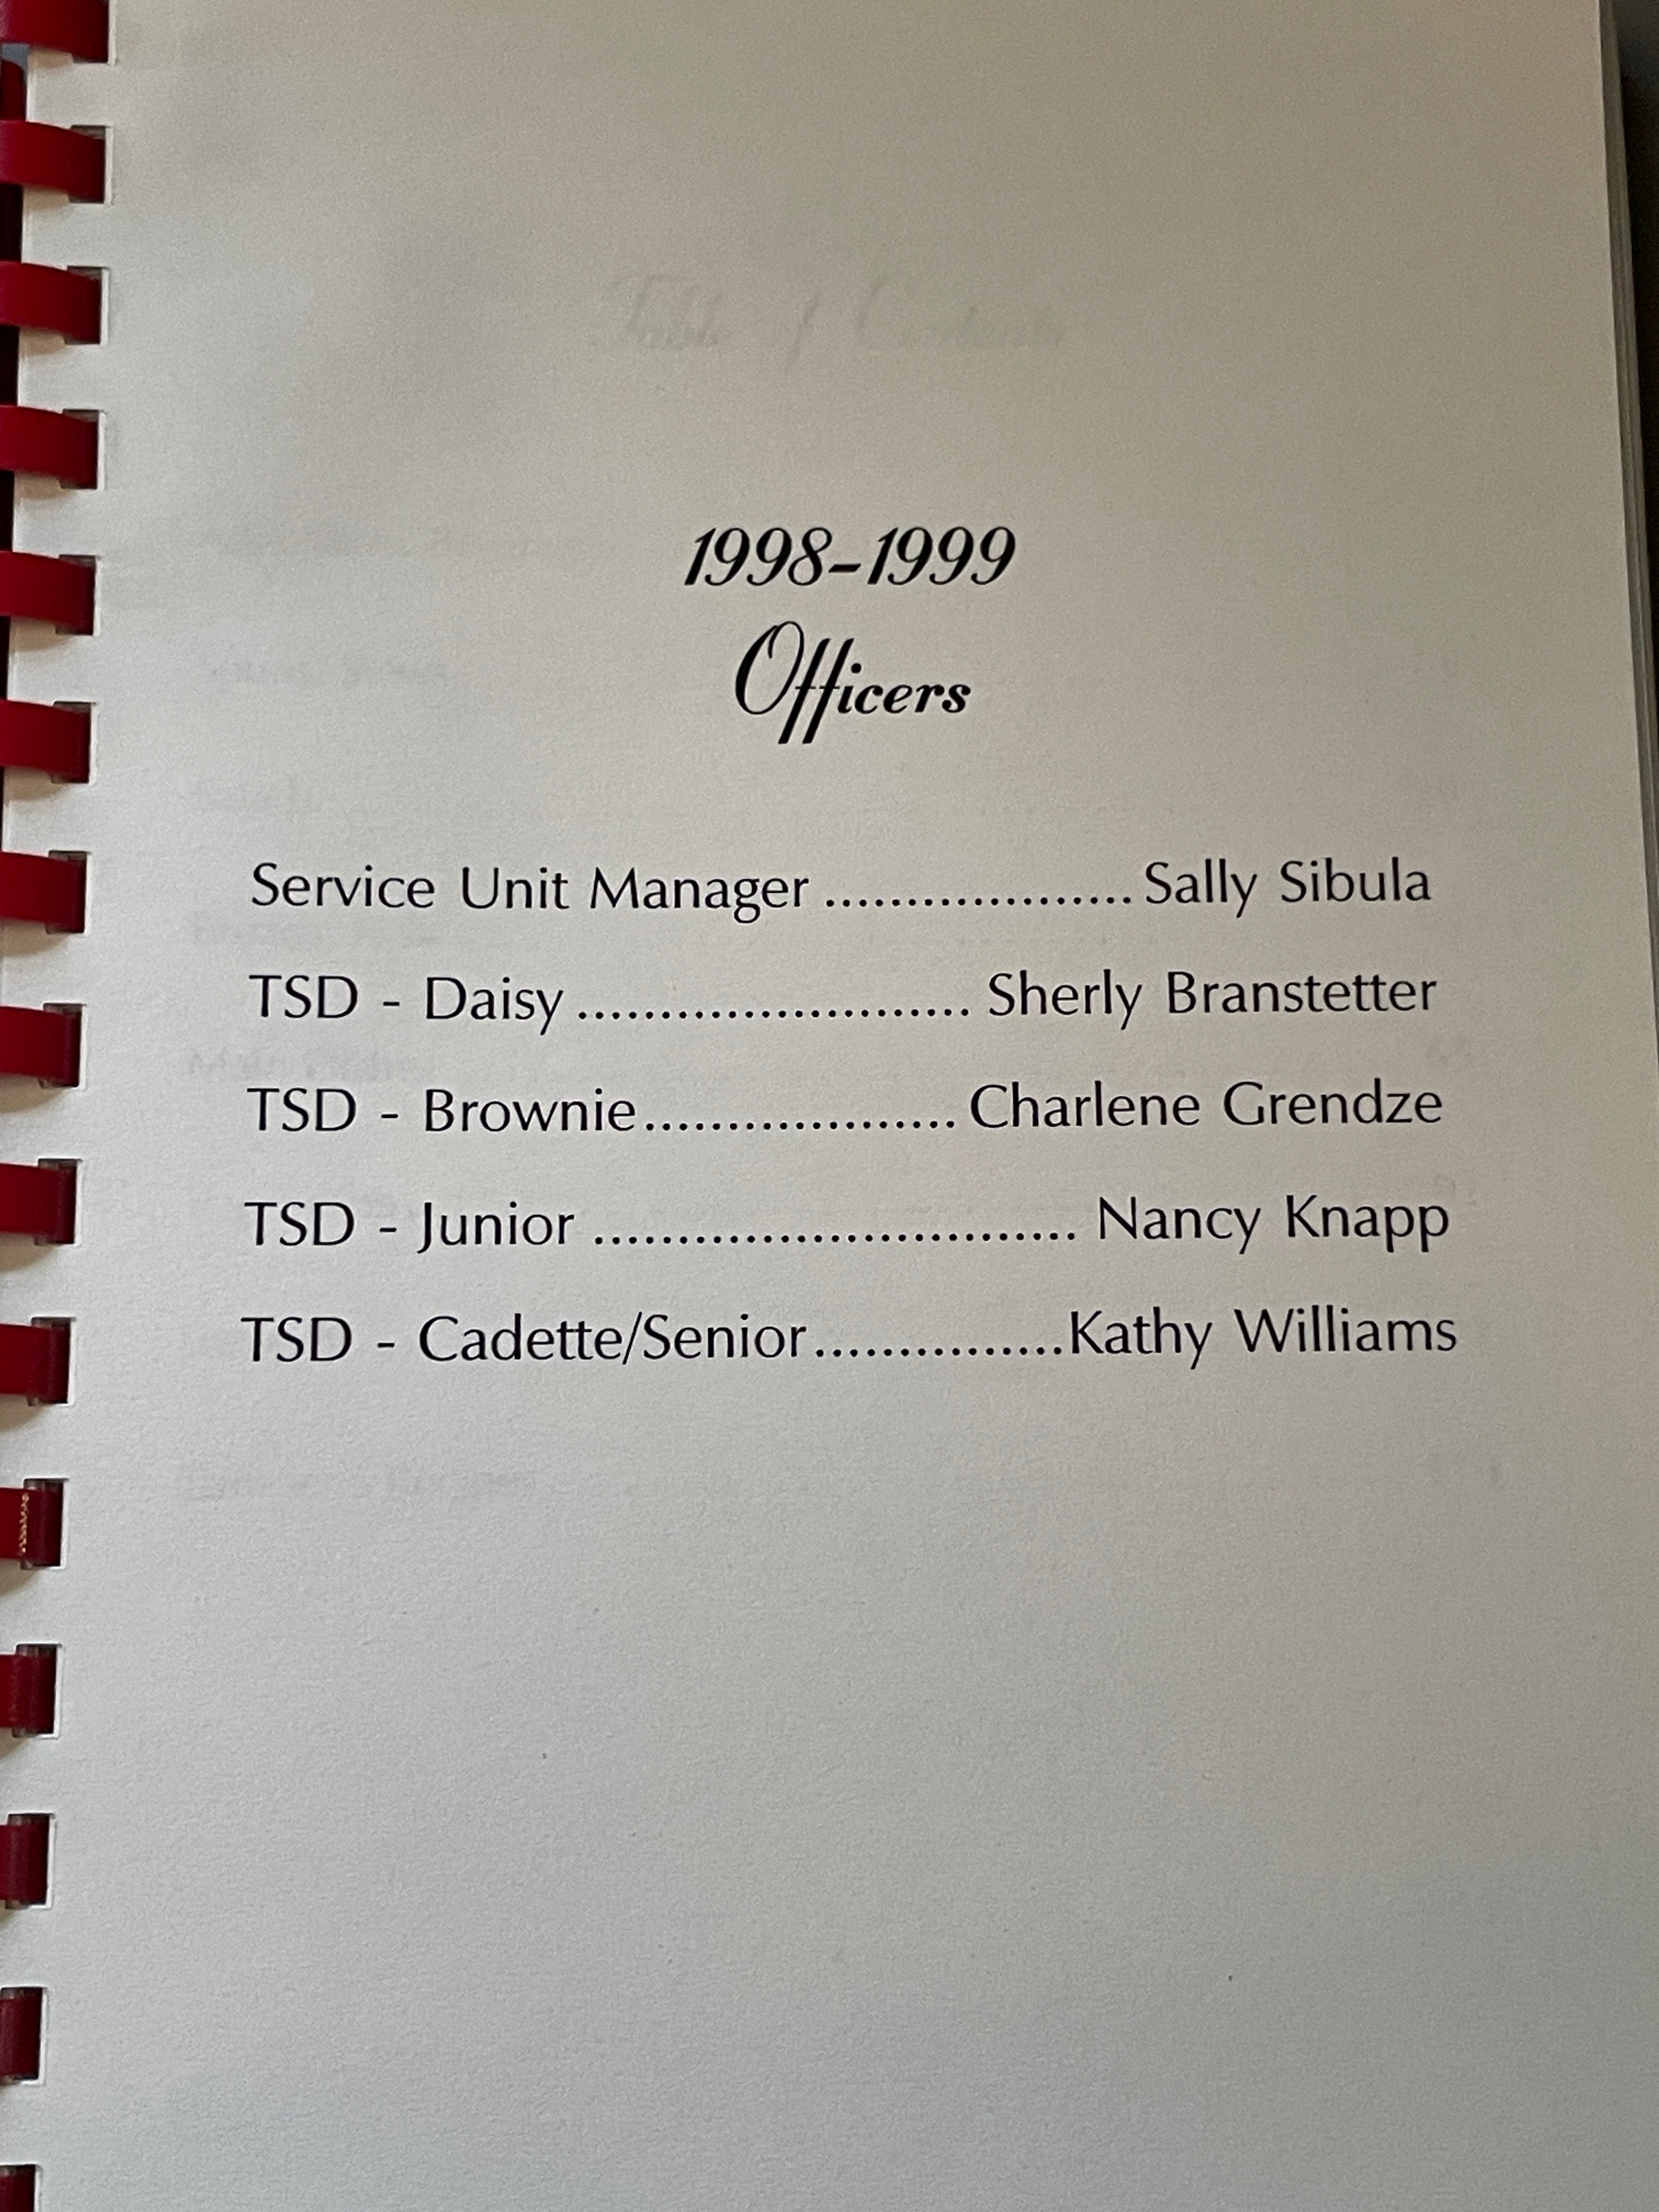 1998-1999
Officers
Service Unit Manager ................... Sally Sibula
TSD - Daisy ........................ Sherly Branstetter
TSD - Brownie................... Charlene Grendze
TSD - Junior ............................. Nancy Knapp
TSD - Cadette/Senior...............Kathy Williams